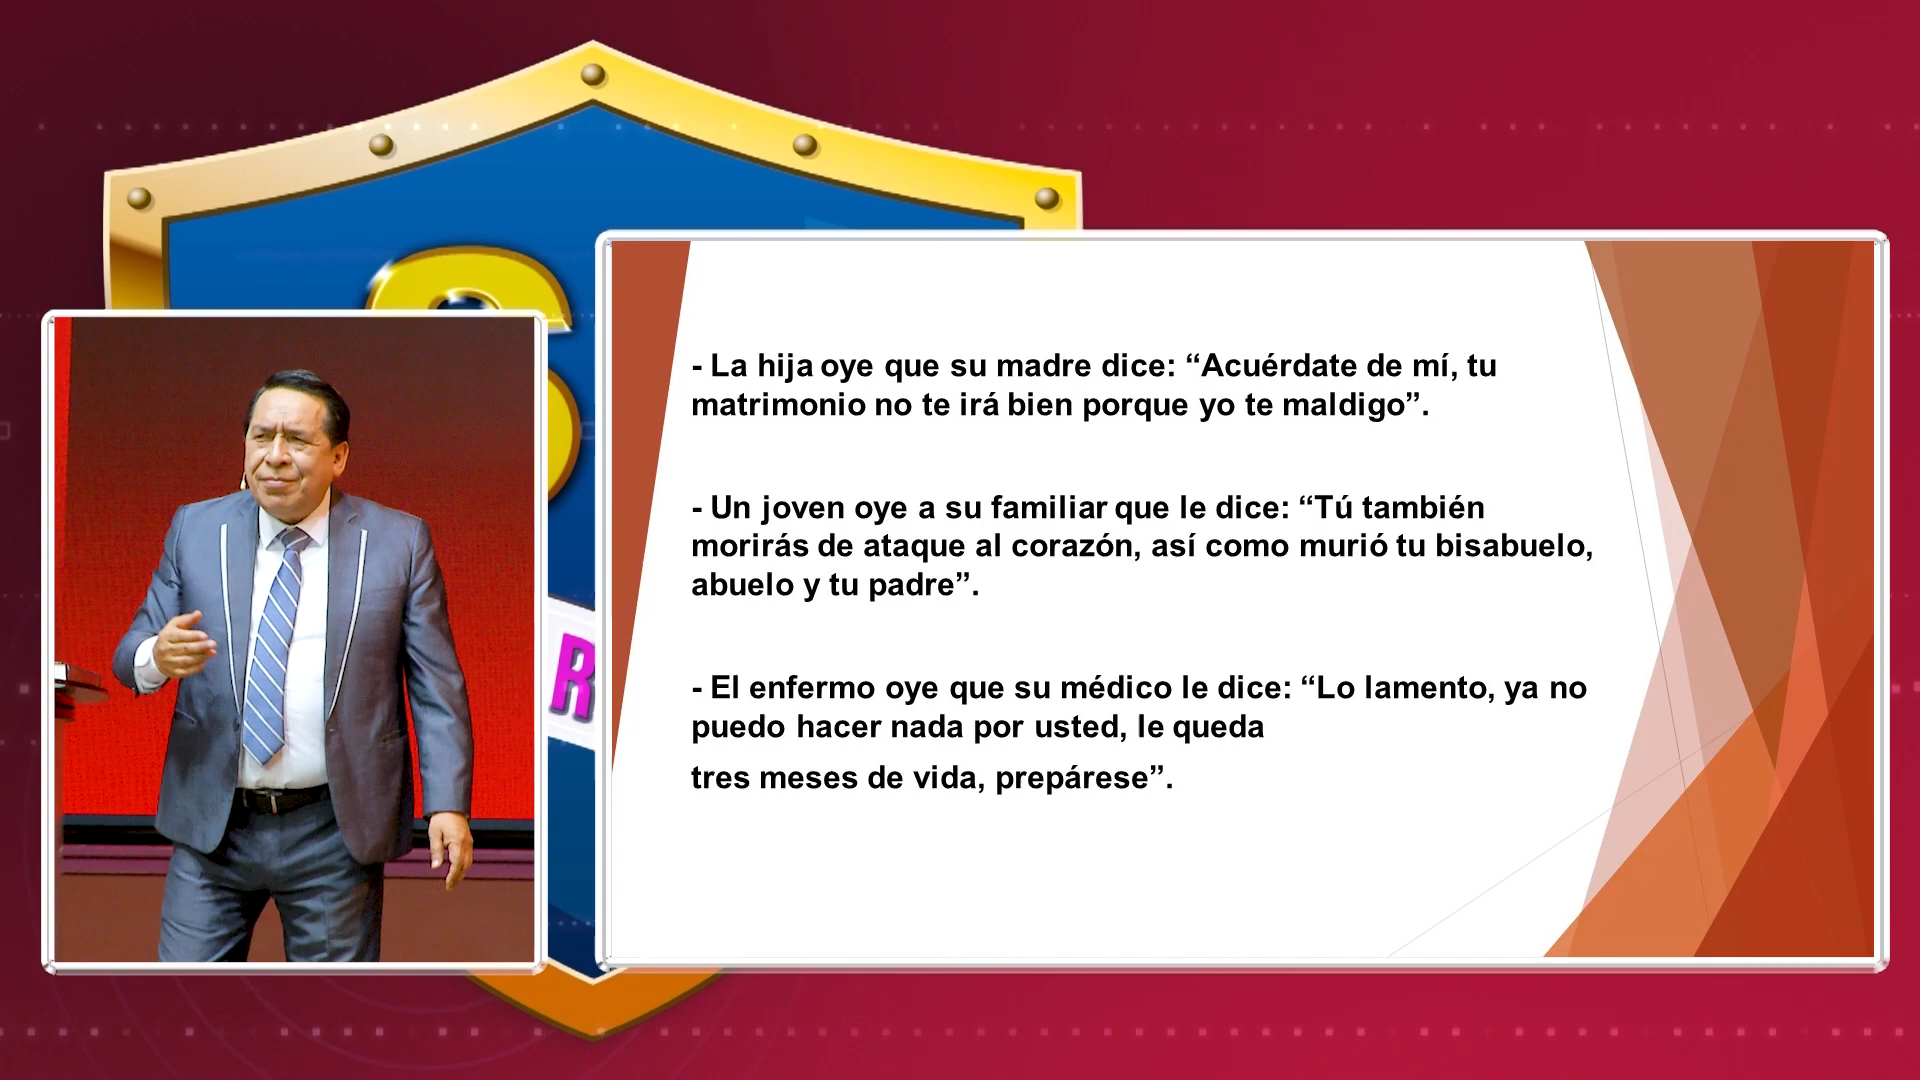 - La hija oye que su madre dice: “Acuérdate de mí, tu
matrimonio no te irá bien porque yo te maldigo”.
- Un joven oye a su familiar que le dice: “Tú también
morirás de ataque al corazón, así como murió tu bisabuelo,
abuelo y tu padre”.
- El enfermo oye que su médico le dice: “Lo lamento, ya no
puedo hacer nada por usted, le queda
tres meses de vida, prepárese”.